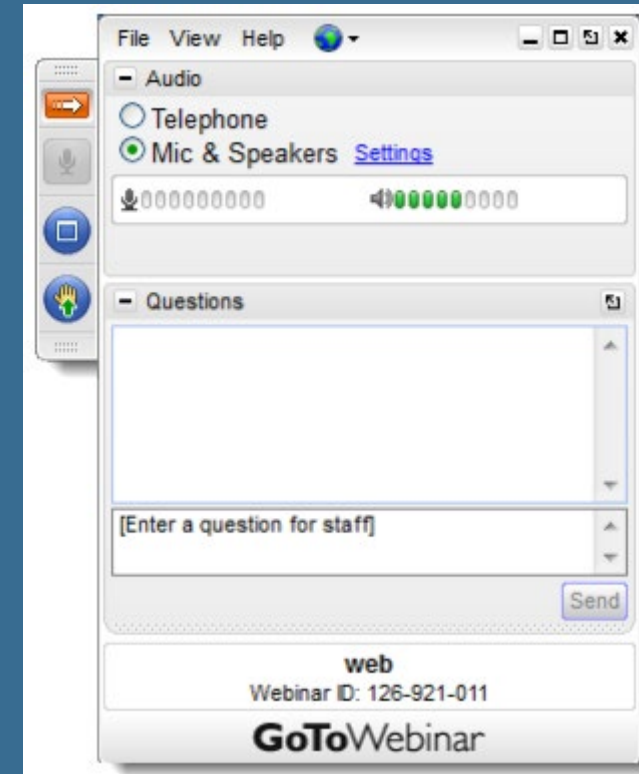 File View Help
Audio
Telephone
Mic & Speakers Settings
Questions
[Enter a question for staff]
Send
web
Webinar ID: 126-921-011
GoToWebinar